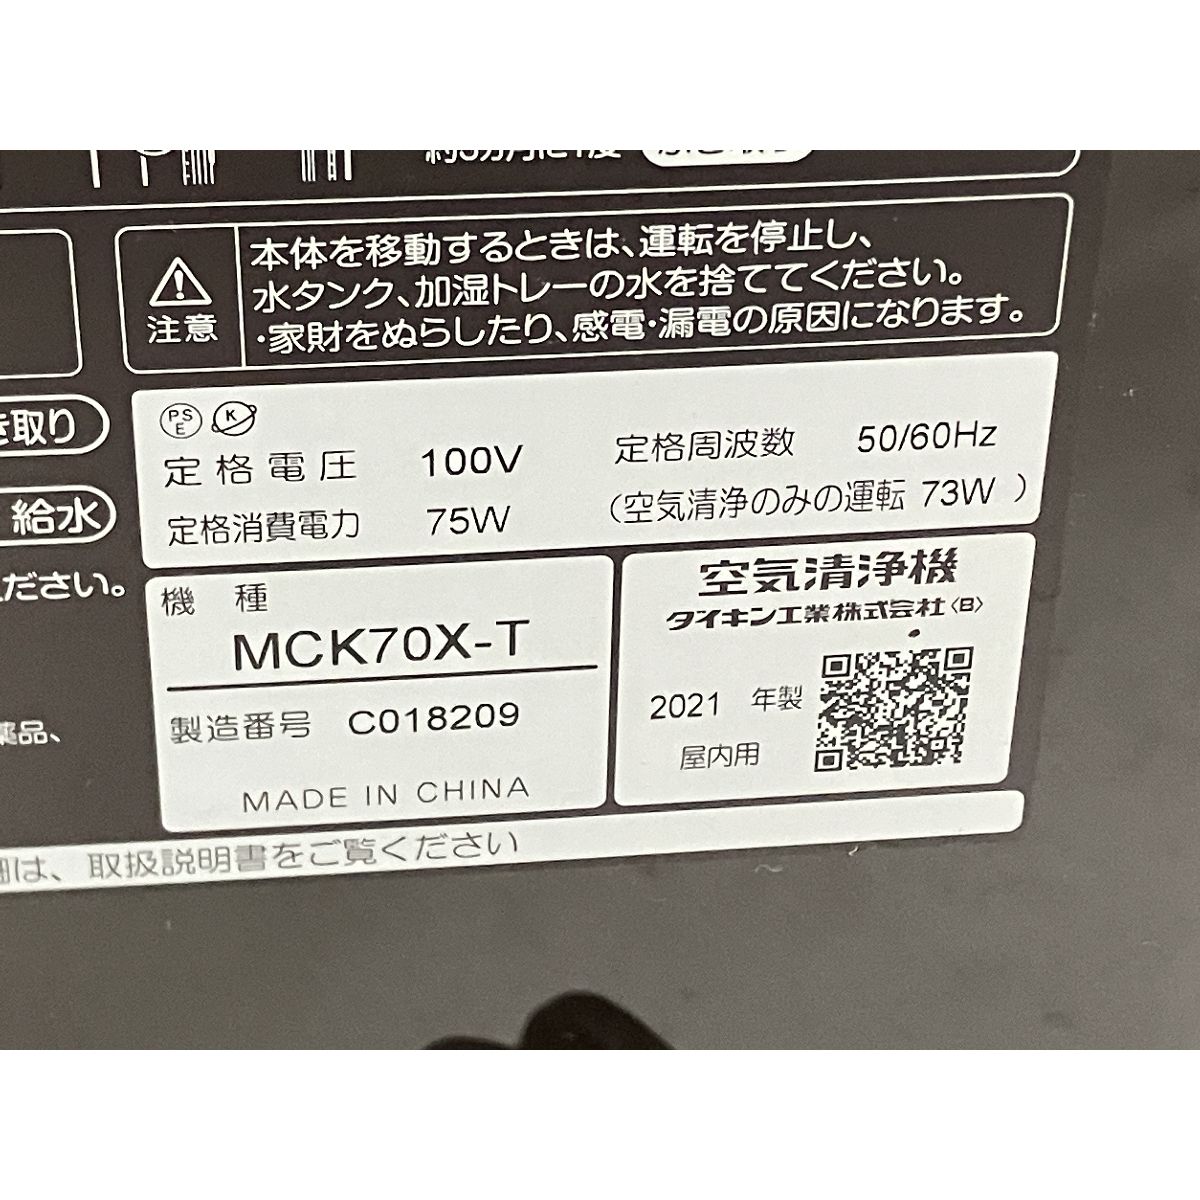 本体を移動するときは、運転を停止し、
水タンク、加湿トレーの水を捨ててください。
・家財をぬらしたり、感電・漏電の原因になります。
注意
き取り
給水
ださい。
薬品、
PS
E
K
定格電圧 100V 定格周波数 50/60Hz
定格消費電力 75W (空気清浄のみの運転 73W )
機 種
MCK70X-T
製造番号 C018209
MADE IN CHINA
空気清浄機
タイキン工業株式会社〈B〉
2021 年製
屋内用
細は、取扱説明書をご覧ください